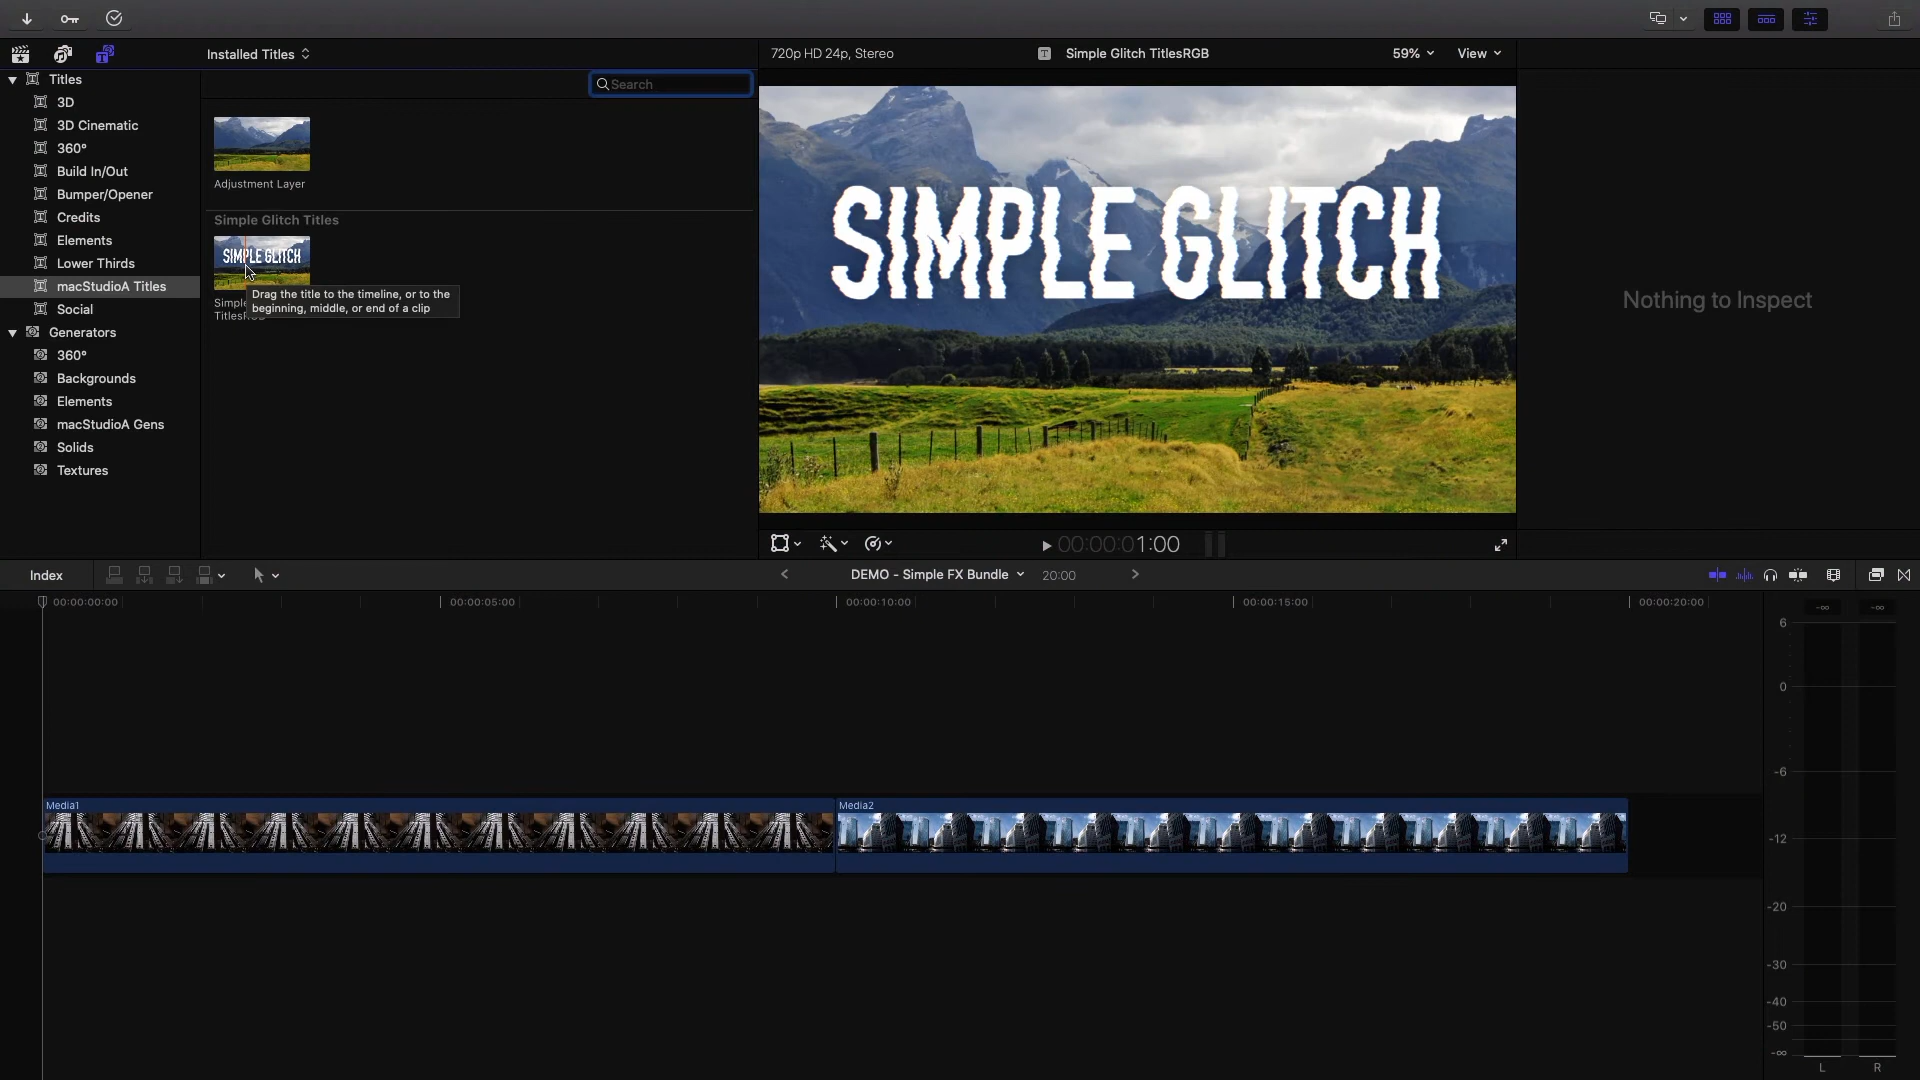 Installed Titles
720p HD 24p, Stereo
Simple Glitch TitlesRGB
59%
View
Titles
3D
3D Cinematic
360°
Build In/Out
Bumper/Opener
Credits
Elements
Lower Thirds
macStudioA Titles
Social
Generators
360°
Backgrounds
Elements
macStudioA Gens
Solids
Textures
Search
Adjustment Layer
Simple Glitch Titles
SIMPLE GLITCH
Drag the title to the timeline, or to the
beginning, middle, or end of a clip
SIMPLE GLITCH
Nothing to Inspect
00:00:01:00
Index
DEMO - Simple FX Bundle
20:00
00:00:00:00
00:00:05:00
00:00:10:00
00:00:15:00
00:00:20:00
Media1
Media2
-∞
-∞
6
0
-6
-12
-20
-30
-40
-50
-∞
L
R